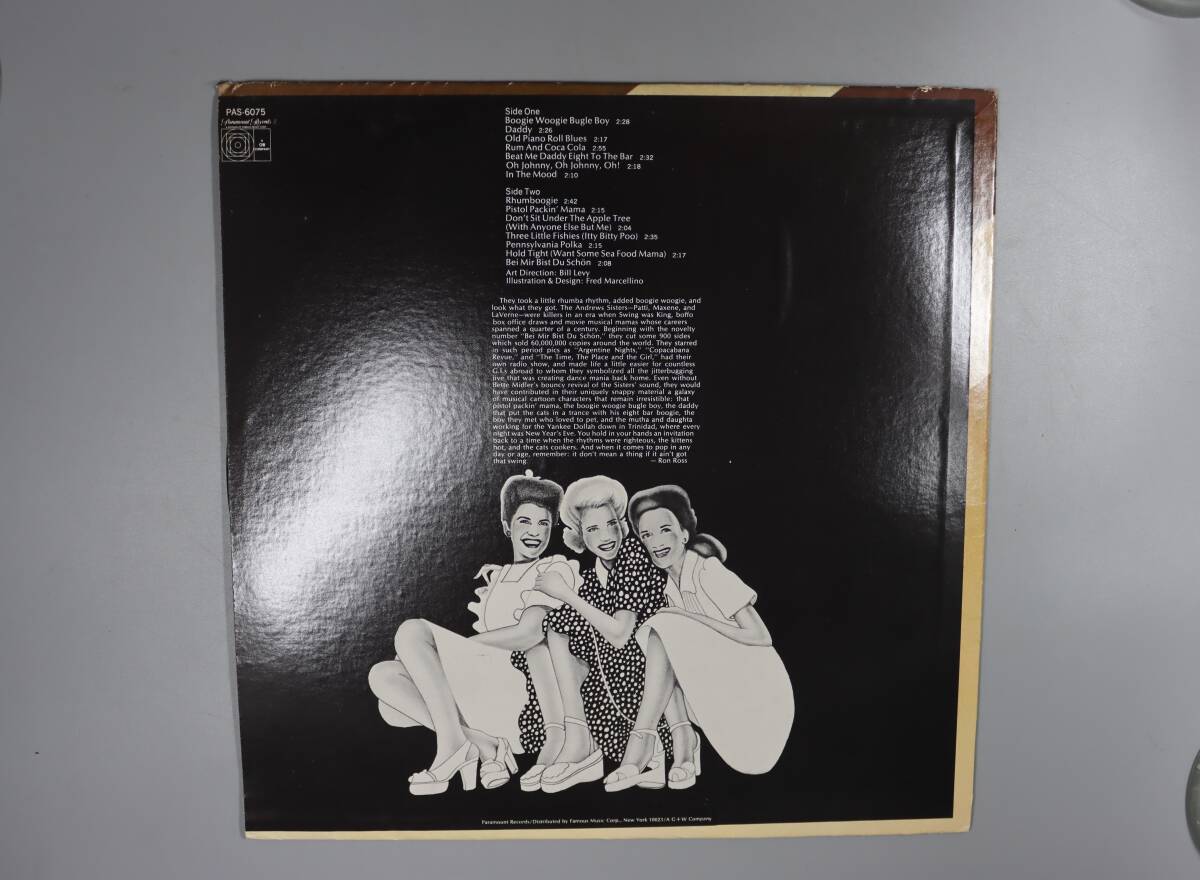 PAS-6075
Paramount Records
A
GW
COMPANY
Side One
Boogie Woogie Bugle Boy 2:28
Daddy 2:26
Old Piano Roll Blues 2:17
Rum And Coca Cola 2:55
Beat Me Daddy Eight To The Bar 2:32
Oh Johnny, Oh Johnny, Oh! 2:18
In The Mood 2:10
Side Two
Rhumboogie 2:42
Pistol Packin' Mama 2:15
Don't Sit Under The Apple Tree
(With Anyone Else But Me) 2:04
Three Little Fishies (Itty Bitty Poo) 2:35
Pennsylvania Polka 2:15
Hold Tight (Want Some Sea Food Mama) 2:17
Bei Mir Bist Du Schön 2:08
Art Direction: Bill Levy
Illustration & Design: Fred Marcellino
They took a little rhumba rhythm, added boogie woogie, and
look what they got. The Andrews Sisters—Patti, Maxene, and
LaVerne—were killers in an era when Swing was King, boffo
box office draws and movie musical mamas whose careers
spanned a quarter of a century. Beginning with the novelty
number "Bei Mir Bist Du Schön," they cut some 900 sides
which sold 60,000,000 copies around the world. They starred
in such period pics as "Argentine Nights," "Copacabana
Revue," and "The Time, The Place and the Girl," had their
own radio show, and made life a little easier for countless
G.I.s abroad to whom they symbolized all the jitterbugging
jive that was creating dance mania back home. Even without
Bette Midler's bouncy revival of the Sisters' sound, they would
have contributed in their uniquely snappy material a galaxy
of musical cartoon characters that remain irresistible: that
pistol packin' mama, the boogie woogie bugle boy, the daddy
that put the cats in a trance with his eight bar boogie, the
boy they met who loved to pet, and the mutha and daughta
working for the Yankee Dollah down in Trinidad, where every
night was New Year's Eve. You hold in your hands an invitation
back to a time when the rhythms were righteous, the kittens
hot, and the cats cookers. And when it comes to pop in any
day or age, remember: it don't mean a thing if it ain't got
that swing. — Ron Ross
Paramount Records/Distributed by Famous Music Corp., New York 10023/A G+W Company